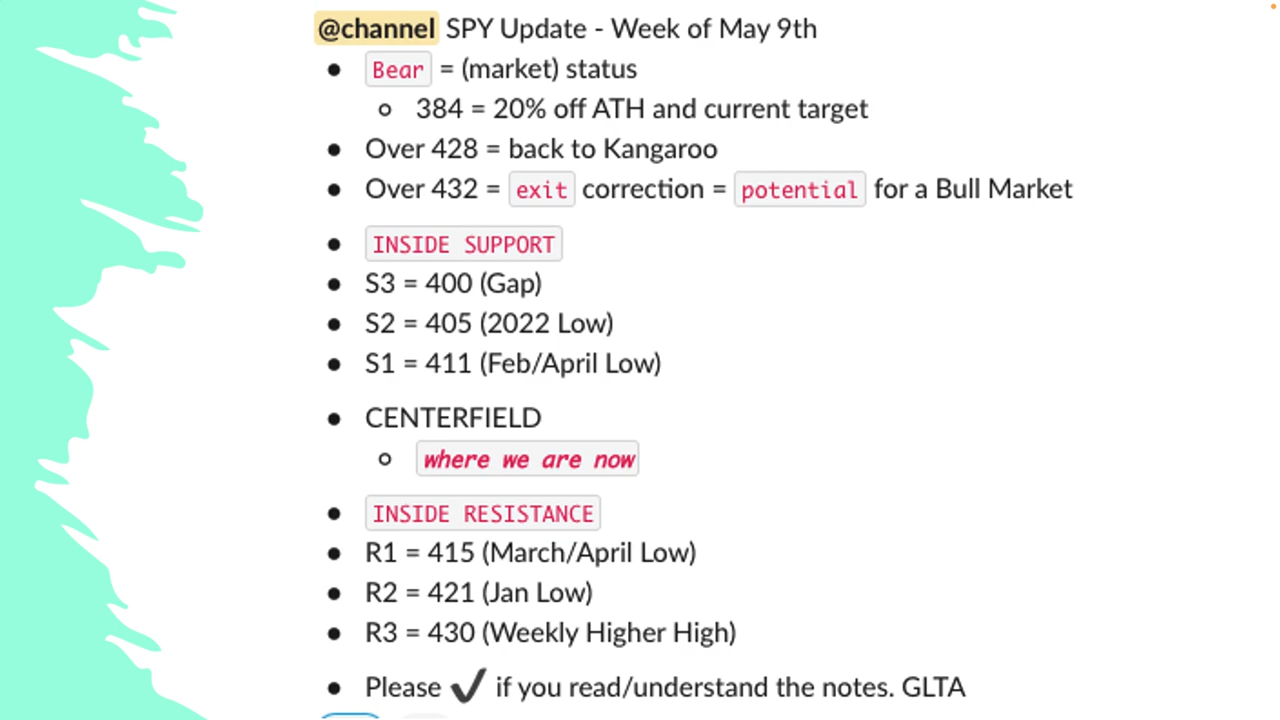 @channel SPY Update - Week of May 9th
Bear = (market) status
384 = 20% off ATH and current target
Over 428 = back to Kangaroo
Over 432 = exit correction = potential for a Bull Market
INSIDE SUPPORT
S3 = 400 (Gap)
S2 = 405 (2022 Low)
S1 = 411 (Feb/April Low)
CENTERFIELD
where we are now
INSIDE RESISTANCE
R1 = 415 (March/April Low)
R2 = 421 (Jan Low)
R3 = 430 (Weekly Higher High)
Please ✔ if you read/understand the notes. GLTA